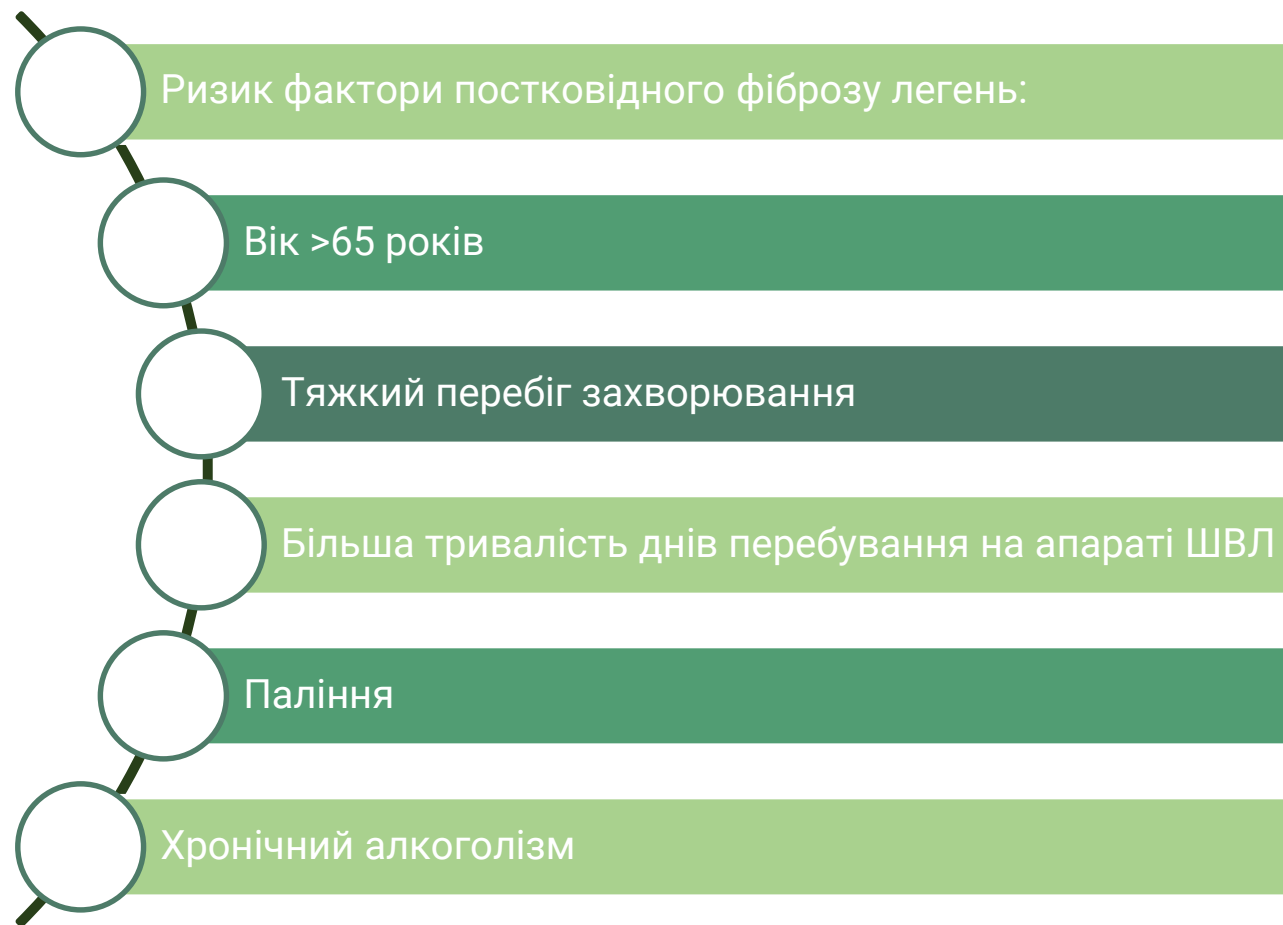 Ризик фактори постковідного фіброзу легень:
Вік >65 років
Тяжкий перебіг захворювання
Більша тривалість днів перебування на апараті ШВЛ
Паління
Хронічний алкоголізм